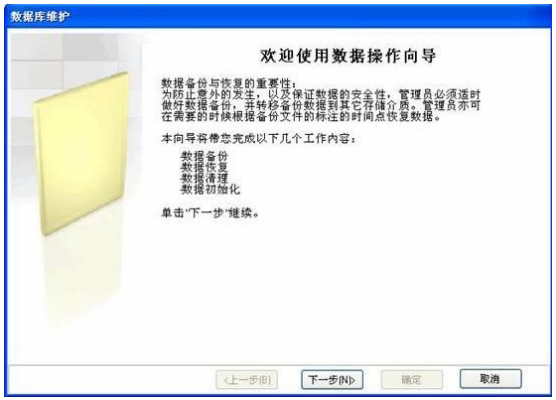 数据库维护
欢迎使用数据操作向导
数据备份与恢复的重要性:
为防止意外的发生，以及保证数据的安全性，管理员必须适时
做好数据备份，并转移备份数据到其它存储介质。管理员亦可
在需要的时候根据备份文件的标注的时间点恢复数据。
本向导将带您完成以下几个工作内容:
-数据备份
-数据恢复
-数据清理
-数据初始化
单击"下一步"继续。
<上一步(B) 下一步(N)> 确定 取消